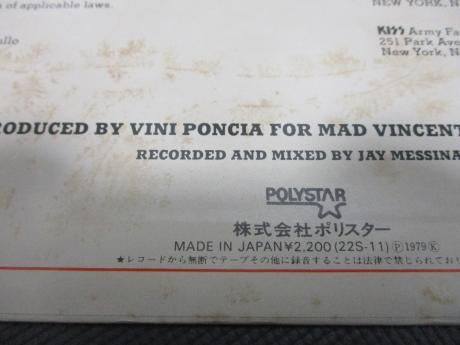 of applicable laws.
NEW YORK, N
KISS Army Fa
251 Park Ave
New York, N
RODUCED BY VINI PONCIA FOR MAD VINCENT
RECORDED AND MIXED BY JAY MESSINA
POLYSTAR
株式会社ポリスター
MADE IN JAPAN ¥2,200 (22S-11) Ⓟ1979Ⓚ
★レコードから無断でテープその他に録音することは法律で禁じられており